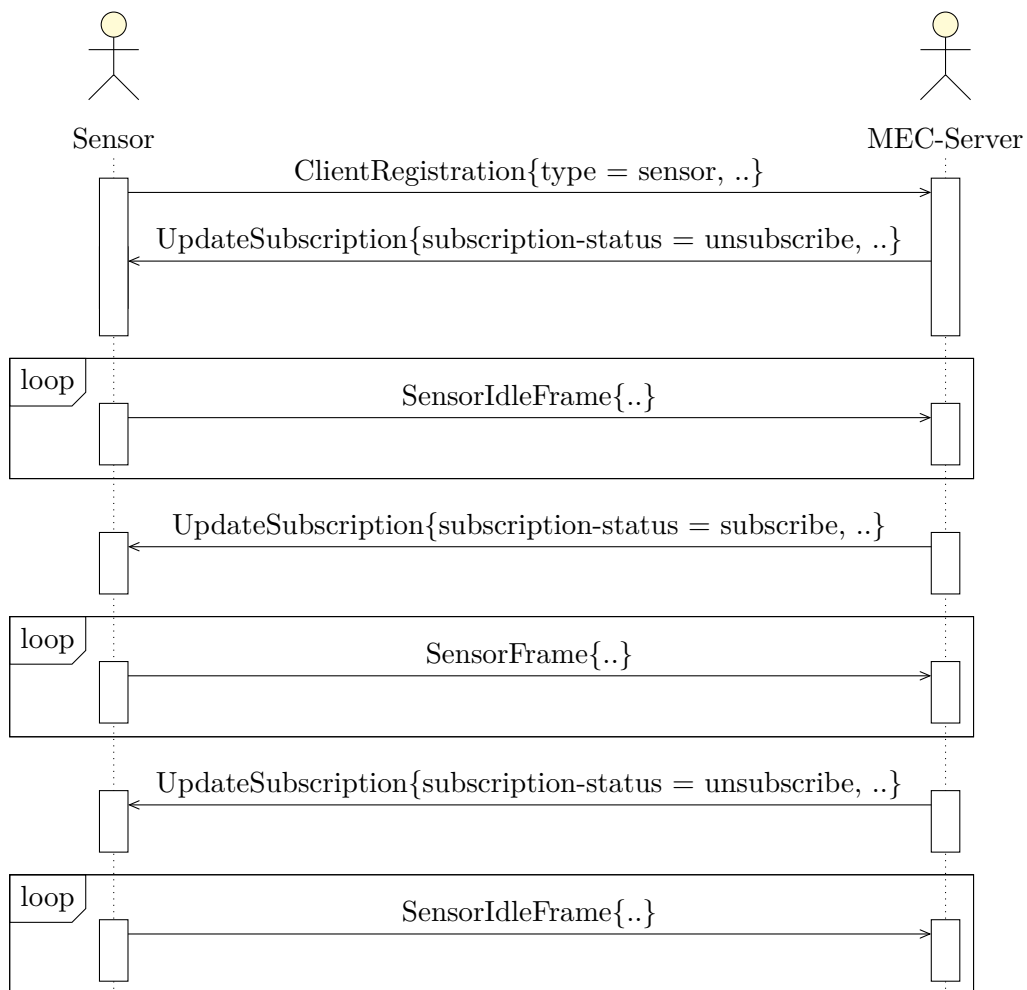 Sensor
MEC-Server
ClientRegistration{type = sensor, ..}
UpdateSubscription{subscription-status = unsubscribe, ..}
loop
SensorIdleFrame{..}
UpdateSubscription{subscription-status = subscribe, ..}
loop
SensorFrame{..}
UpdateSubscription{subscription-status = unsubscribe, ..}
loop
SensorIdleFrame{..}